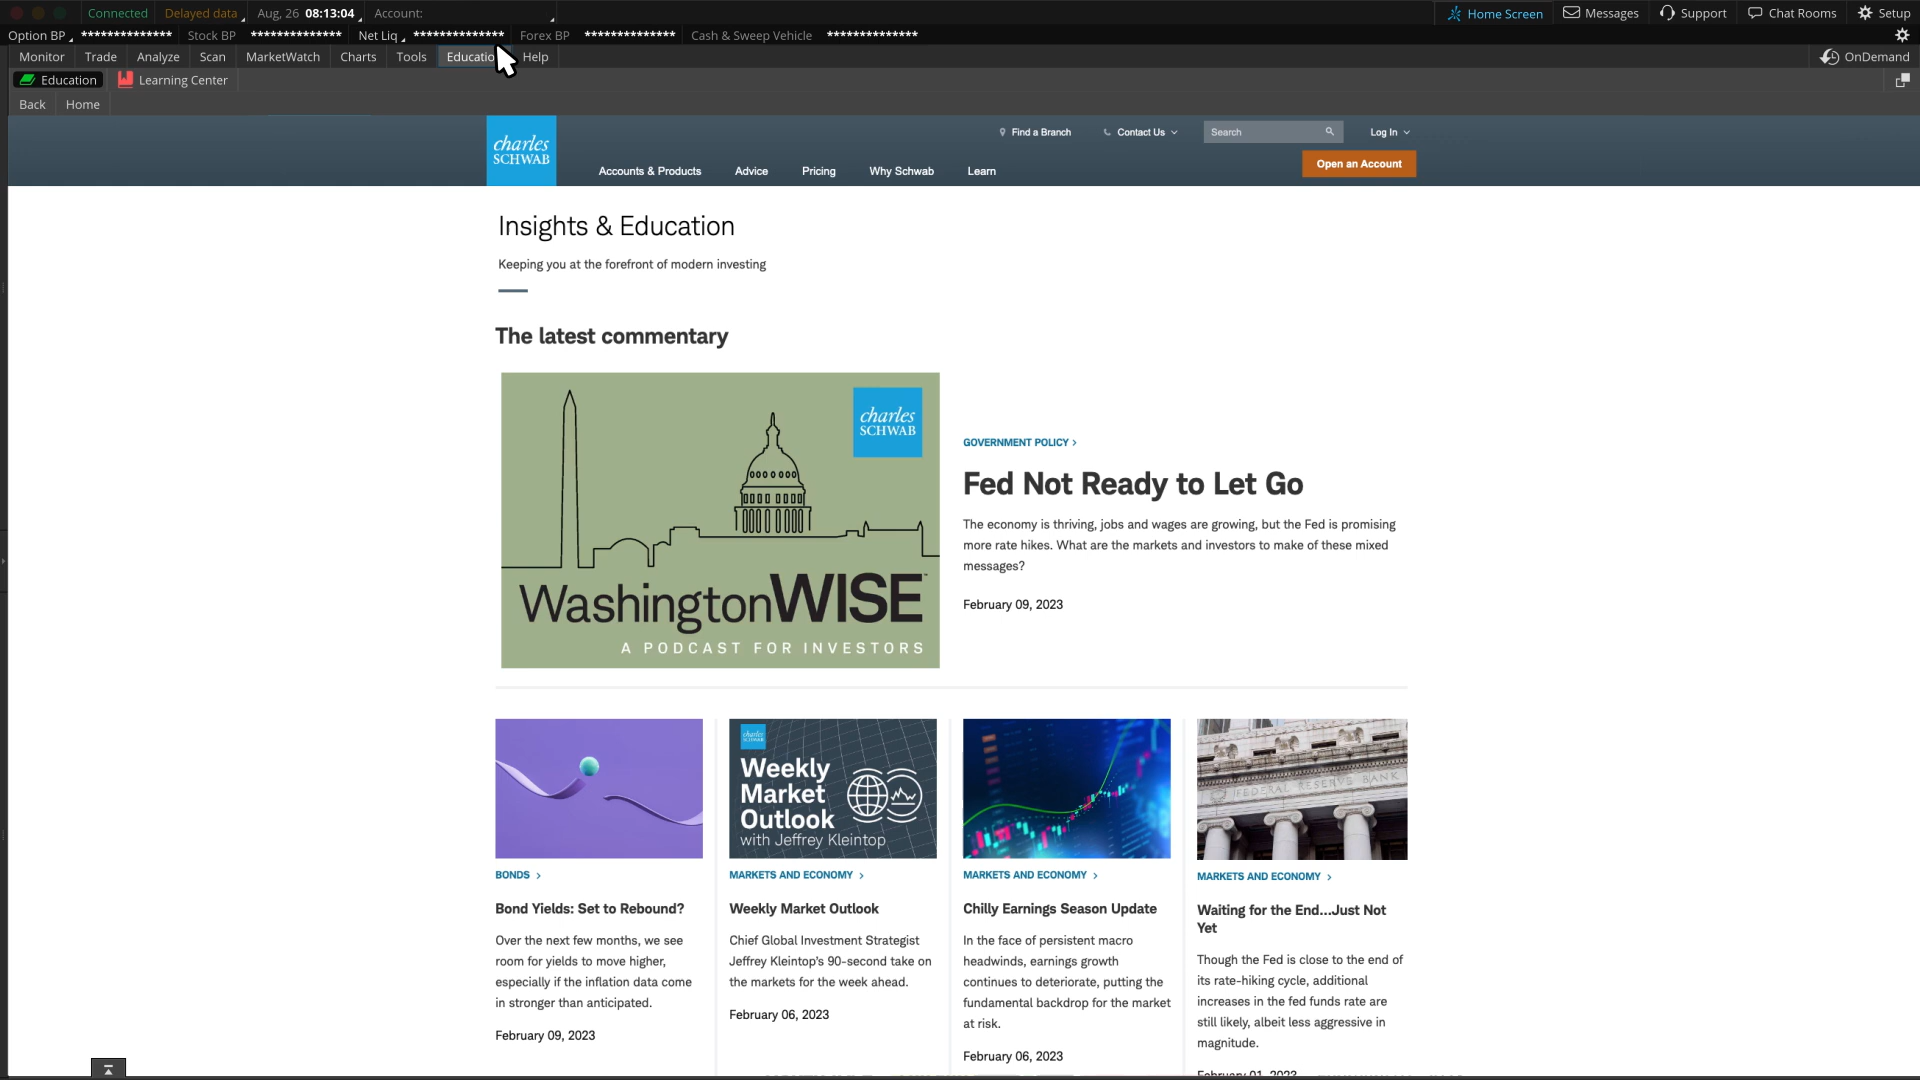 Connected Delayed data Aug, 26 08:13:04 Account: Home Screen Messages Support Chat Rooms Setup
Option BP ************** Stock BP ************** Net Liq ************** Forex BP ************** Cash & Sweep Vehicle **************
Monitor Trade Analyze Scan MarketWatch Charts Tools Educatio Help OnDemand
Education Learning Center
Back Home
charles
SCHWAB
Find a Branch Contact Us Search Log In
Open an Account
Accounts & Products Advice Pricing Why Schwab Learn
Insights & Education
Keeping you at the forefront of modern investing
The latest commentary
charles
SCHWAB
WashingtonWISE™
A PODCAST FOR INVESTORS
GOVERNMENT POLICY >
Fed Not Ready to Let Go
The economy is thriving, jobs and wages are growing, but the Fed is promising
more rate hikes. What are the markets and investors to make of these mixed
messages?
February 09, 2023
BONDS >
Bond Yields: Set to Rebound?
Over the next few months, we see
room for yields to move higher,
especially if the inflation data come
in stronger than anticipated.
February 09, 2023
charles
SCHWAB
Weekly
Market
Outlook
with Jeffrey Kleintop
MARKETS AND ECONOMY >
Weekly Market Outlook
Chief Global Investment Strategist
Jeffrey Kleintop's 90-second take on
the markets for the week ahead.
February 06, 2023
MARKETS AND ECONOMY >
Chilly Earnings Season Update
In the face of persistent macro
headwinds, earnings growth
continues to deteriorate, putting the
fundamental backdrop for the market
at risk.
February 06, 2023
FEDERAL RESERVE BANK
MARKETS AND ECONOMY >
Waiting for the End...Just Not
Yet
Though the Fed is close to the end of
its rate-hiking cycle, additional
increases in the fed funds rate are
still likely, albeit less aggressive in
magnitude.
February 01, 2023